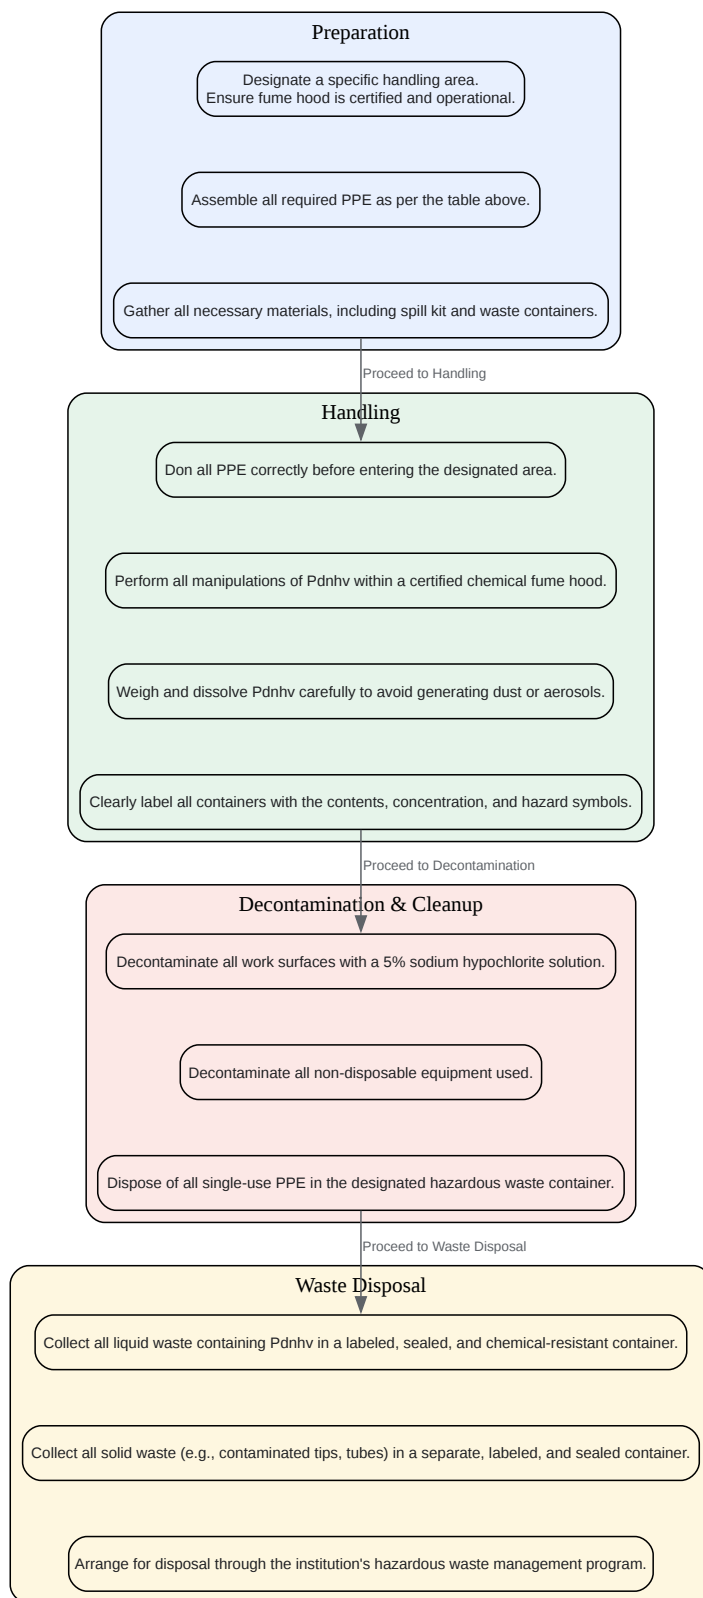 Preparation
Designate a specific handling area.
Ensure fume hood is certified and operational.
Assemble all required PPE as per the table above.
Gather all necessary materials, including spill kit and waste containers.
Proceed to Handling
Handling
Don all PPE correctly before entering the designated area.
Perform all manipulations of Pdnhv within a certified chemical fume hood.
Weigh and dissolve Pdnhv carefully to avoid generating dust or aerosols.
Clearly label all containers with the contents, concentration, and hazard symbols.
Proceed to Decontamination
Decontamination & Cleanup
Decontaminate all work surfaces with a 5% sodium hypochlorite solution.
Decontaminate all non-disposable equipment used.
Dispose of all single-use PPE in the designated hazardous waste container.
Proceed to Waste Disposal
Waste Disposal
Collect all liquid waste containing Pdnhv in a labeled, sealed, and chemical-resistant container.
Collect all solid waste (e.g., contaminated tips, tubes) in a separate, labeled, and sealed container.
Arrange for disposal through the institution's hazardous waste management program.